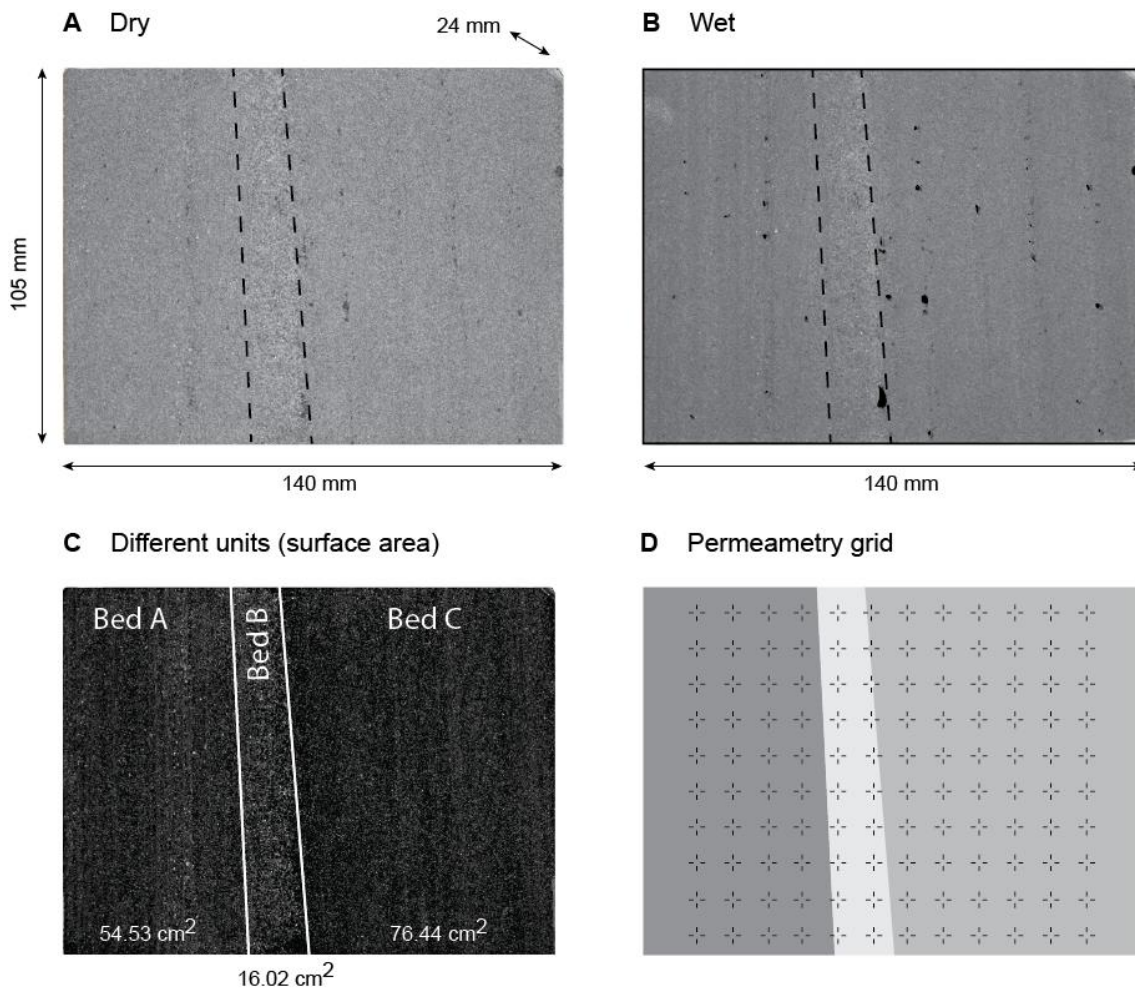 A Dry
24 mm
B Wet
105 mm
140 mm
140 mm
C Different units (surface area)
D Permeametry grid
Bed A
Bed B
Bed C
54.53 cm²
76.44 cm²
16.02 cm²